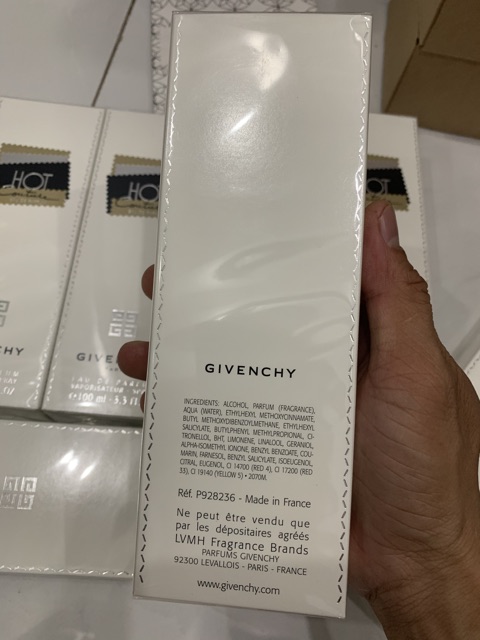 HOT
Couture
GIVENCHY
EAU DE PARFUM
100 ml - 3.3
HOT
GIVENCHY
INGREDIENTS: ALCOHOL, PARFUM (FRAGRANCE),
AQUA (WATER), ETHYLHEXYL METHOXYCINNAMATE,
BUTYL METHOXYDIBENZOYLMETHANE, ETHYLHEXYL
SALICYLATE, BUTYLPHENYL METHYLPROPIONAL, CI-
TRONELLOL, BHT, LIMONENE, LINALOOL, GERANIOL,
ALPHA-ISOMETHYL IONONE, BENZYL BENZOATE, COU-
MARIN, FARNESOL, BENZYL SALICYLATE, ISOEUGENOL,
CITRAL, EUGENOL, CI 14700 (RED 4), CI 17200 (RED
33), CI 19140 (YELLOW 5) • 2070M.
Réf. P928236 - Made in France
Ne peut être vendu que
par les dépositaires agréés
LVMH Fragrance Brands
PARFUMS GIVENCHY
92300 LEVALLOIS - PARIS - FRANCE
www.givenchy.com